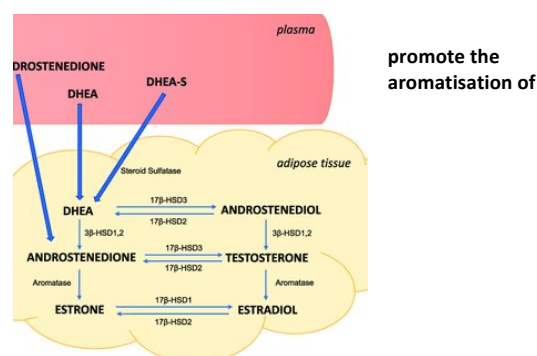 plasma
DROSTENEDIONE
DHEA
DHEA-S
promote the
aromatisation of
adipose tissue
Steroid Sulfatase
DHEA
17β-HSD3
17β-HSD2
ANDROSTENEDIOL
3β-HSD1,2
3β-HSD1,2
ANDROSTENEDIONE
17β-HSD3
17β-HSD2
TESTOSTERONE
Aromatase
Aromatase
ESTRONE
17β-HSD1
17β-HSD2
ESTRADIOL